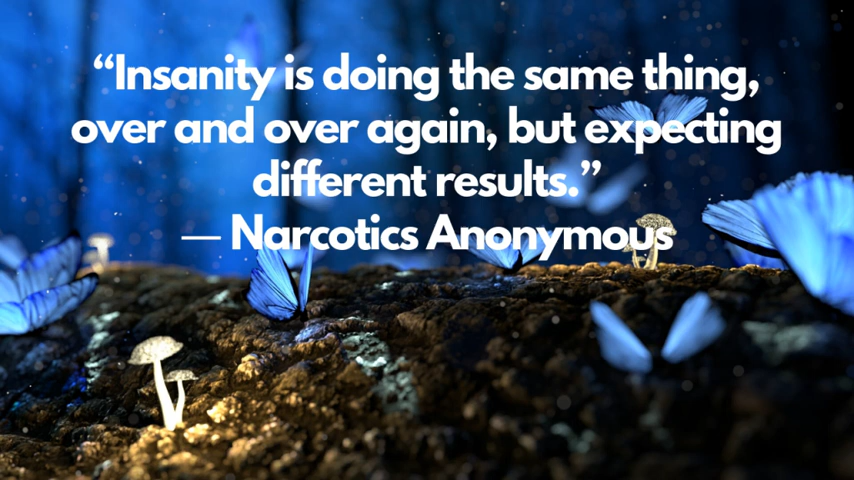 “Insanity is doing the same thing,
over and over again, but expecting
different results.”
— Narcotics Anonymous